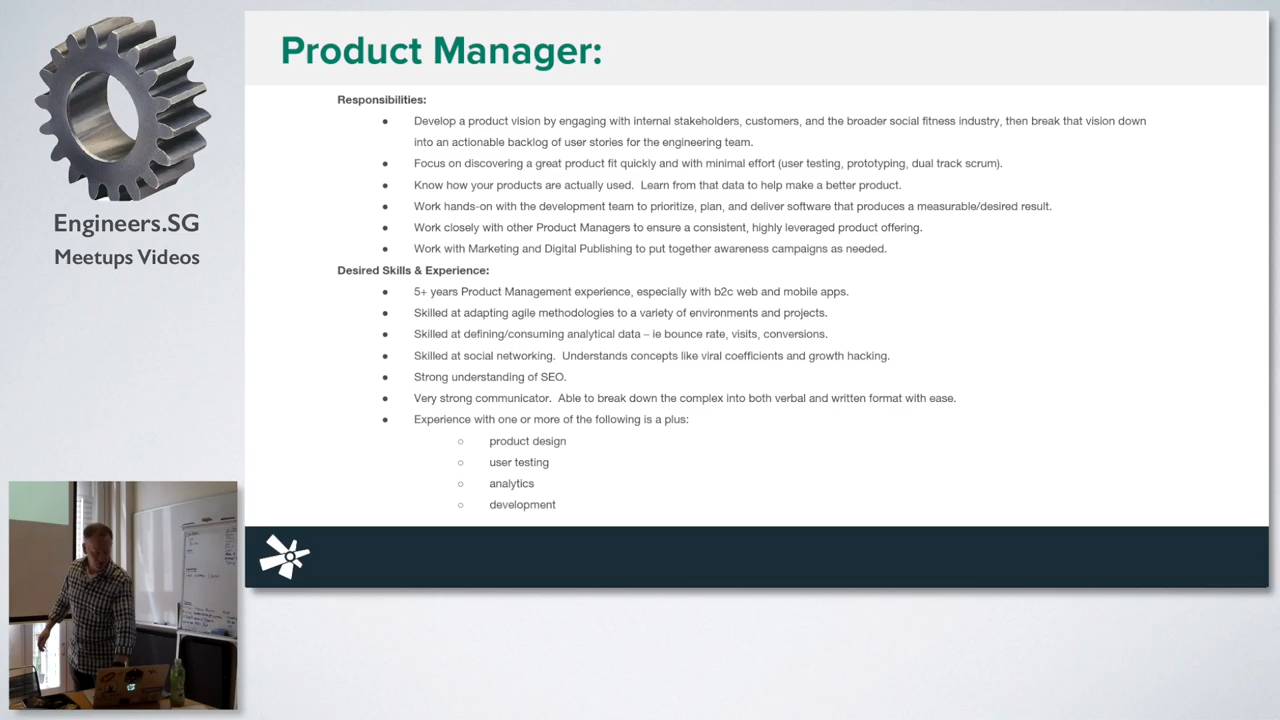 Engineers.SG
Meetups Videos
Product Manager:
Responsibilities:
● Develop a product vision by engaging with internal stakeholders, customers, and the broader social fitness industry, then break that vision down
into an actionable backlog of user stories for the engineering team.
● Focus on discovering a great product fit quickly and with minimal effort (user testing, prototyping, dual track scrum).
● Know how your products are actually used.  Learn from that data to help make a better product.
● Work hands-on with the development team to prioritize, plan, and deliver software that produces a measurable/desired result.
● Work closely with other Product Managers to ensure a consistent, highly leveraged product offering.
● Work with Marketing and Digital Publishing to put together awareness campaigns as needed.
Desired Skills & Experience:
● 5+ years Product Management experience, especially with b2c web and mobile apps.
● Skilled at adapting agile methodologies to a variety of environments and projects.
● Skilled at defining/consuming analytical data – ie bounce rate, visits, conversions.
● Skilled at social networking.  Understands concepts like viral coefficients and growth hacking.
● Strong understanding of SEO.
● Very strong communicator.  Able to break down the complex into both verbal and written format with ease.
● Experience with one or more of the following is a plus:
○ product design
○ user testing
○ analytics
○ development